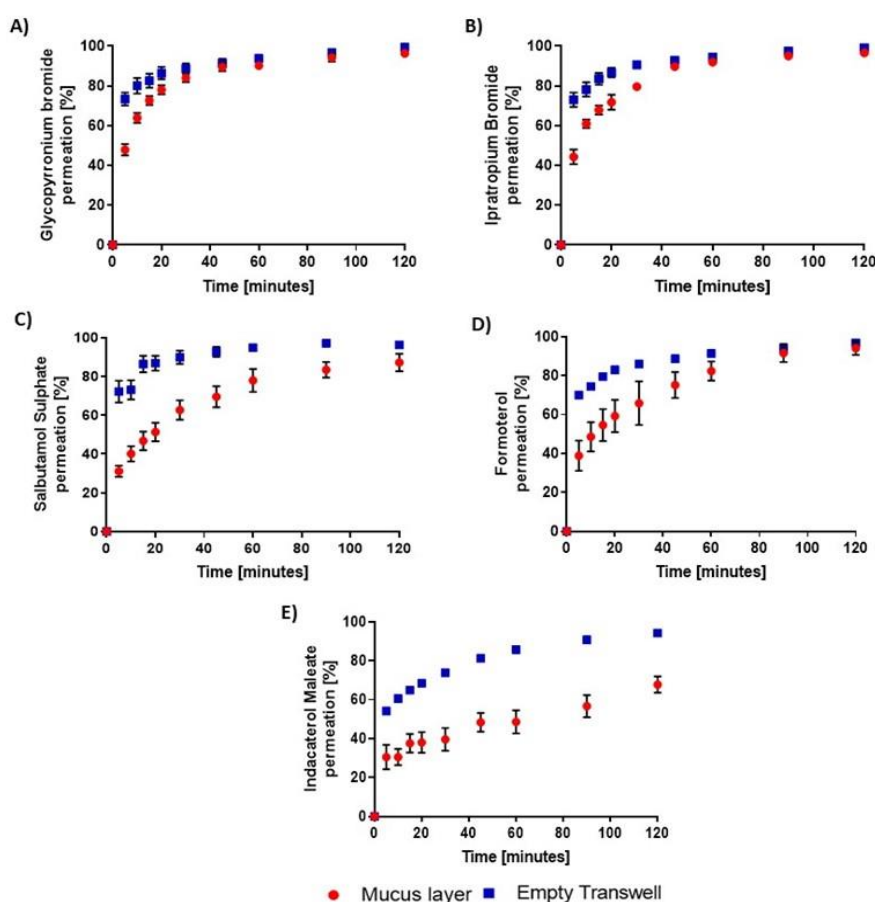 A)
Glycopyrronium bromide
permeation [%]
100
80
60
40
20
0
0 20 40 60 80 100 120
Time [minutes]
B)
Ipratropium Bromide
permeation [%]
100
80
60
40
20
0
0 20 40 60 80 100 120
Time [minutes]
C)
Salbutamol Sulphate
permeation [%]
100
80
60
40
20
0
0 20 40 60 80 100 120
Time [minutes]
D)
Formoterol
permeation [%]
100
80
60
40
20
0
0 20 40 60 80 100 120
Time [minutes]
E)
Indacaterol Maleate
permeation [%]
100
80
60
40
20
0
0 20 40 60 80 100 120
Time [minutes]
Mucus layer Empty Transwell